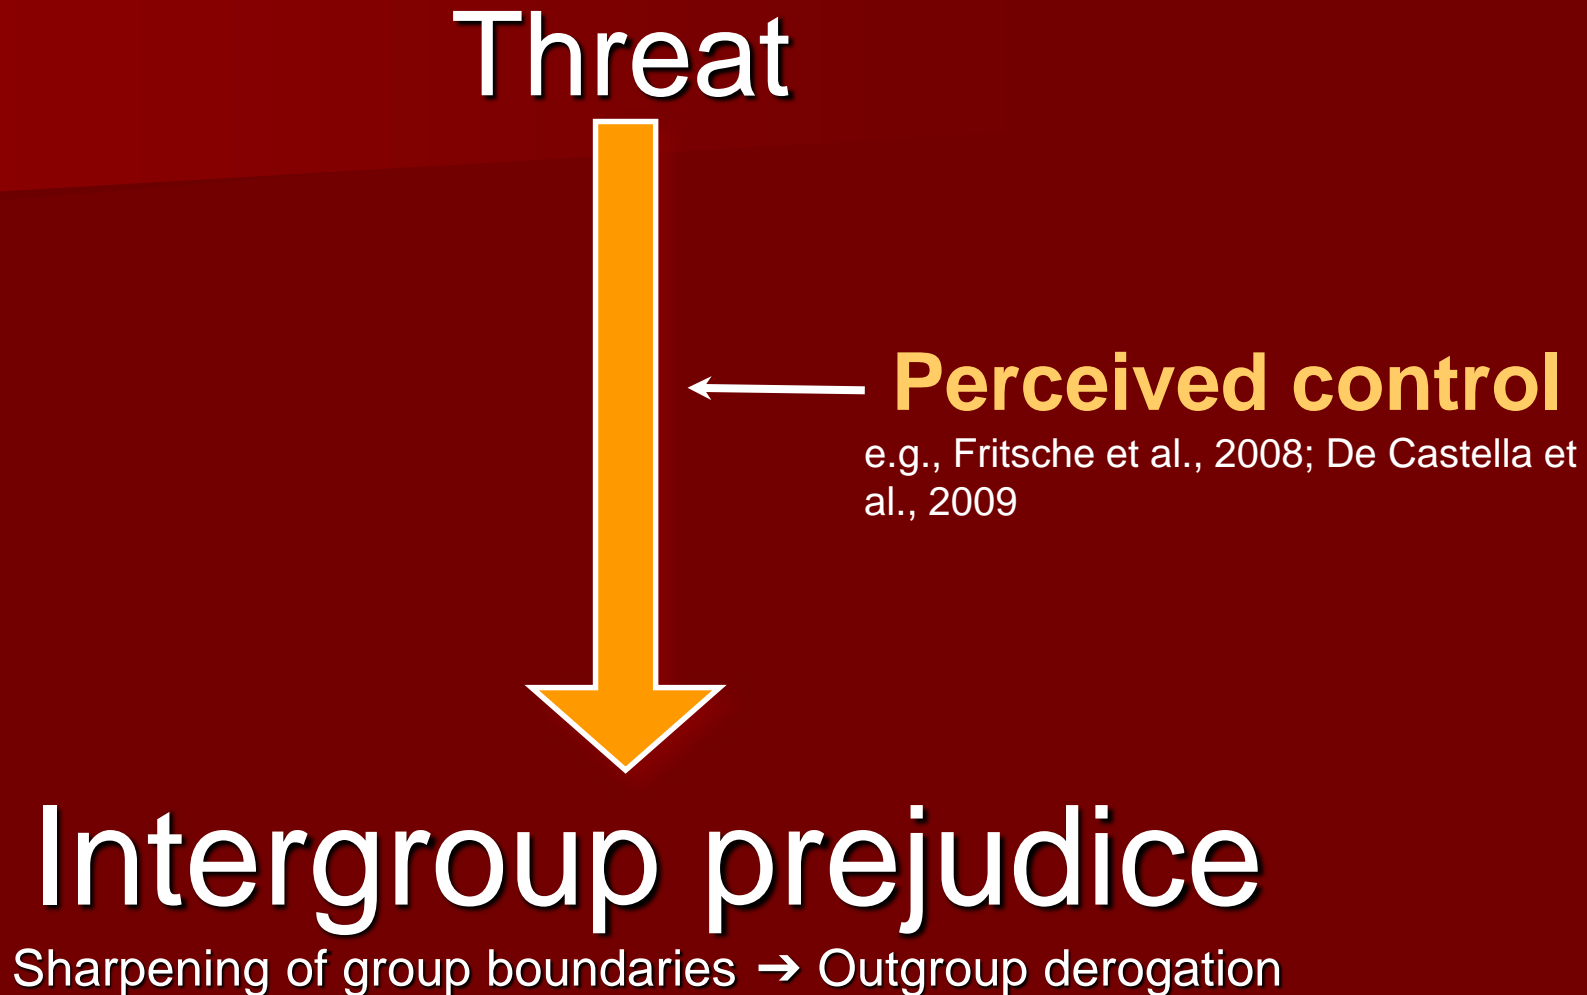 Threat
Perceived control
e.g., Fritsche et al., 2008; De Castella et
al., 2009
Intergroup prejudice
Sharpening of group boundaries ➔ Outgroup derogation